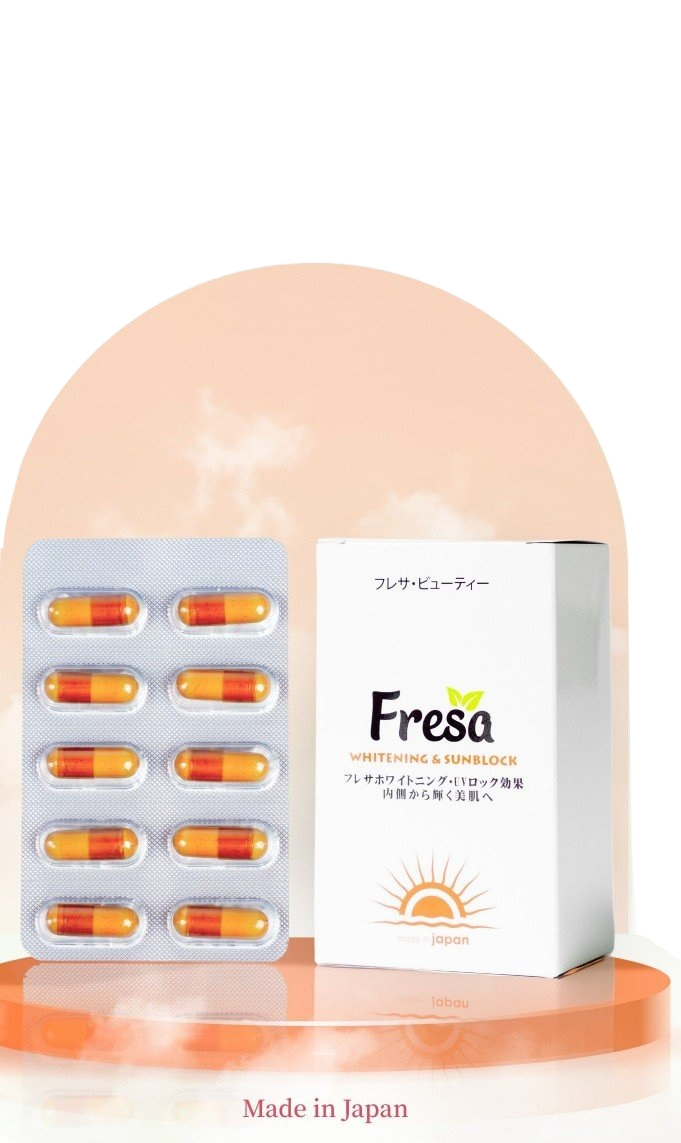 フレサ・ビューティー
Fresa
WHITENING & SUNBLOCK
フレサホワイトニング・UVロック効果
内側から輝く美肌へ
made in japan
Made in Japan